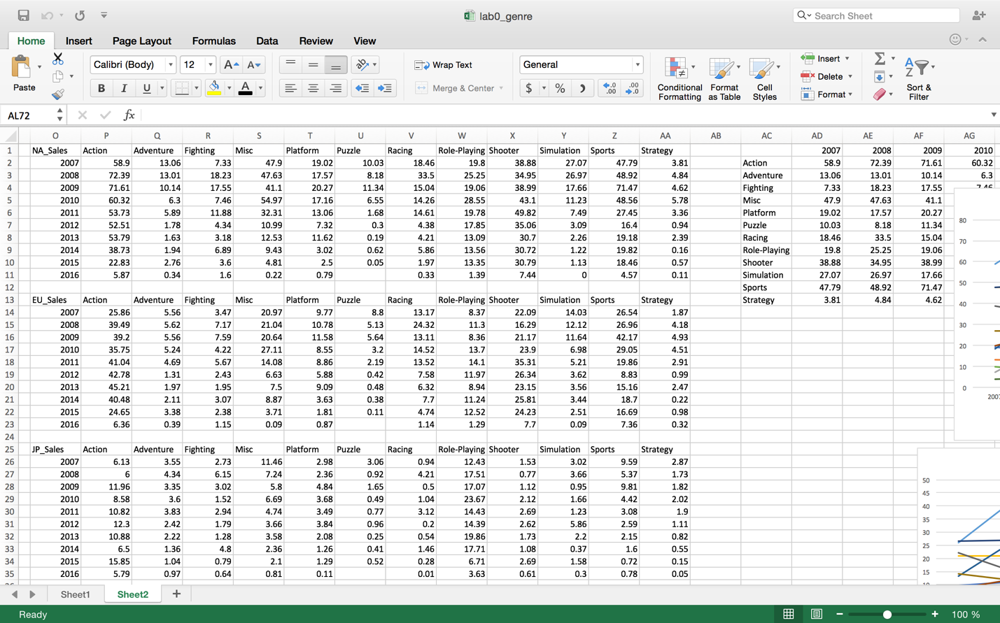 lab0_genre
Search Sheet
Home Insert Page Layout Formulas Data Review View
Paste
Calibri (Body) 12
B I U A
Wrap Text
Merge & Center
General
$ % )
Conditional Formatting
Format as Table
Cell Styles
Insert
Delete
Format
Sort & Filter
AL72 fx
O P Q R S T U V W X Y Z AA AB AC AD AE AF AG
1 NA_Sales Action Adventure Fighting Misc Platform Puzzle Racing Role-Playing Shooter Simulation Sports Strategy 2007 2008 2009 2010
2 2007 58.9 13.06 7.33 47.9 19.02 10.03 18.46 19.8 38.88 27.07 47.79 3.81 Action 58.9 72.39 71.61 60.32
3 2008 72.39 13.01 18.23 47.63 17.57 8.18 33.5 25.25 34.95 26.97 48.92 4.84 Adventure 13.06 13.01 10.14 6.3
4 2009 71.61 10.14 17.55 41.1 20.27 11.34 15.04 19.06 38.99 17.66 71.47 4.62 Fighting 7.33 18.23 17.55 7.46
5 2010 60.32 6.3 7.46 54.97 17.16 6.55 14.26 28.55 43.1 11.23 48.56 5.78 Misc 47.9 47.63 41.1
6 2011 53.73 5.89 11.88 32.31 13.06 1.68 14.61 19.78 49.82 7.49 27.45 3.36 Platform 19.02 17.57 20.27
7 2012 52.51 1.78 4.34 10.99 7.32 0.3 4.38 17.85 35.06 3.09 16.4 0.94 Puzzle 10.03 8.18 11.34
8 2013 53.79 1.63 3.18 12.53 11.62 0.19 4.21 13.09 30.7 2.26 19.18 2.39 Racing 18.46 33.5 15.04
9 2014 38.73 1.94 6.89 9.43 3.02 0.62 5.86 13.56 30.72 1.22 19.82 0.16 Role-Playing 19.8 25.25 19.06
10 2015 22.83 2.76 3.6 4.81 2.5 0.05 1.97 13.35 30.79 1.13 18.46 0.57 Shooter 38.88 34.95 38.99
11 2016 5.87 0.34 1.6 0.22 0.79 0.33 1.39 7.44 0 4.57 0.11 Simulation 27.07 26.97 17.66
12 Sports 47.79 48.92 71.47
13 EU_Sales Action Adventure Fighting Misc Platform Puzzle Racing Role-Playing Shooter Simulation Sports Strategy Strategy 3.81 4.84 4.62
14 2007 25.86 5.56 3.47 20.97 9.77 8.8 13.17 8.37 22.09 14.03 26.54 1.87
15 2008 39.49 5.62 7.17 21.04 10.78 5.13 24.32 11.3 16.29 12.12 26.96 4.18
16 2009 39.2 5.56 7.59 20.64 11.58 5.64 13.11 8.36 21.17 11.64 42.17 4.93
17 2010 35.75 5.24 4.22 27.11 8.55 3.2 14.52 13.7 23.9 6.98 29.05 4.51
18 2011 41.04 4.69 5.67 14.08 8.86 2.19 13.52 14.1 35.31 5.21 19.86 2.91
19 2012 42.78 1.31 2.43 6.63 5.88 0.42 7.58 11.97 26.34 3.62 8.83 0.99
20 2013 45.21 1.97 1.95 7.5 9.09 0.48 6.32 8.94 23.15 3.56 15.16 2.47
21 2014 40.48 2.11 3.07 8.87 3.63 0.38 7.7 11.24 25.81 3.44 18.7 0.22
22 2015 24.65 3.38 2.38 3.71 1.81 0.11 4.74 12.52 24.23 2.51 16.69 0.98
23 2016 6.36 0.39 1.15 0.09 0.87 1.14 1.29 7.7 0.09 7.36 0.32
24
25 JP_Sales Action Adventure Fighting Misc Platform Puzzle Racing Role-Playing Shooter Simulation Sports Strategy
26 2007 6.13 3.55 2.73 11.46 2.98 3.06 0.94 12.43 1.53 3.02 9.59 2.87
27 2008 6 4.34 6.15 7.24 2.36 0.92 4.21 17.51 0.77 3.66 5.37 1.73
28 2009 11.96 3.35 3.02 5.8 4.84 1.65 0.5 17.07 1.12 0.95 9.81 1.82
29 2010 8.58 3.6 1.52 6.69 3.68 0.49 1.04 23.67 2.12 1.66 4.42 2.02
30 2011 10.82 3.83 2.94 4.74 3.49 0.77 3.12 14.43 2.69 1.23 3.08 1.9
31 2012 12.3 2.42 1.79 3.66 3.84 0.96 0.2 14.39 2.62 5.86 2.59 1.11
32 2013 10.88 2.22 1.28 3.58 2.08 0.25 0.54 19.86 1.73 2.2 2.15 0.82
33 2014 6.5 1.36 4.8 2.36 1.26 0.41 1.46 17.71 1.08 0.37 1.6 0.55
34 2015 15.85 1.04 0.79 2.1 1.29 0.52 0.28 6.71 2.69 1.58 0.72 0.15
35 2016 5.79 0.97 0.64 0.81 0.11 0.01 3.63 0.61 0.3 0.78 0.05
80
70
60
50
40
30
20
10
0
2007
50
45
40
35
30
25
20
15
10
Sheet1 Sheet2 +
Ready
100 %